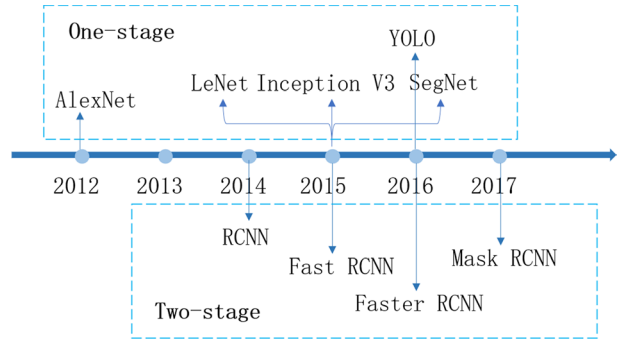 One-stage
YOLO
LeNet Inception V3 SegNet
AlexNet
2012 2013 2014 2015 2016 2017
RCNN
Fast RCNN
Mask RCNN
Faster RCNN
Two-stage